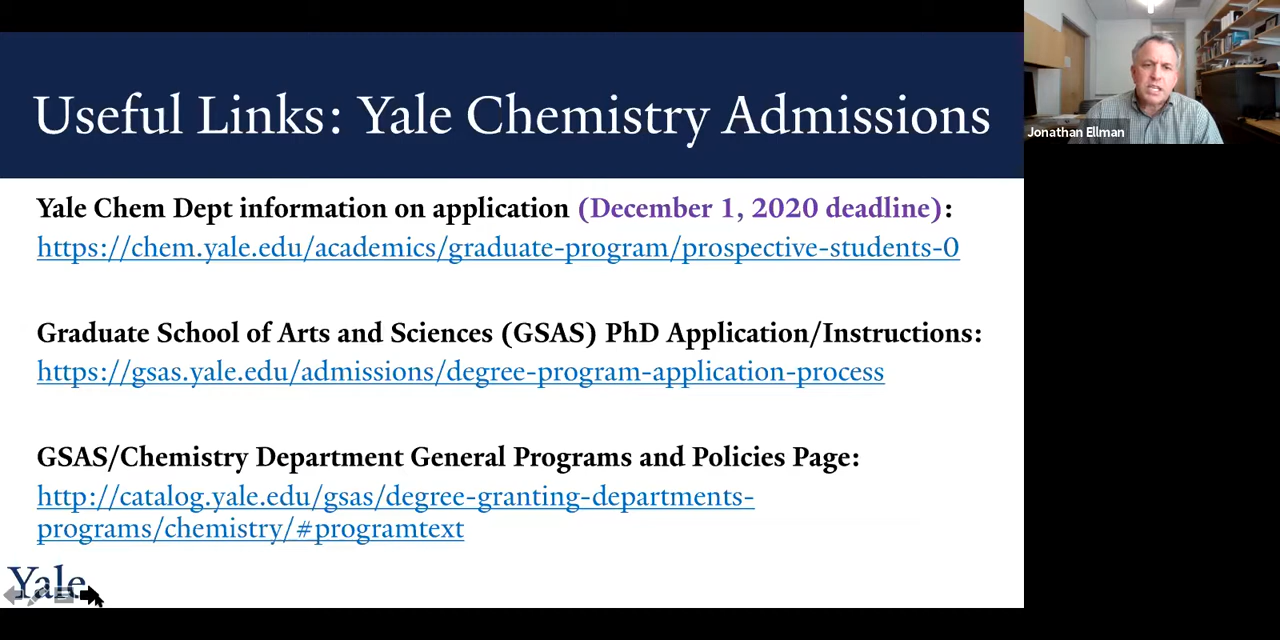 Useful Links: Yale Chemistry Admissions
Jonathan Ellman
Yale Chem Dept information on application (December 1, 2020 deadline):
https://chem.yale.edu/academics/graduate-program/prospective-students-0
Graduate School of Arts and Sciences (GSAS) PhD Application/Instructions:
https://gsas.yale.edu/admissions/degree-program-application-process
GSAS/Chemistry Department General Programs and Policies Page:
http://catalog.yale.edu/gsas/degree-granting-departments-
programs/chemistry/#programtext
Yale